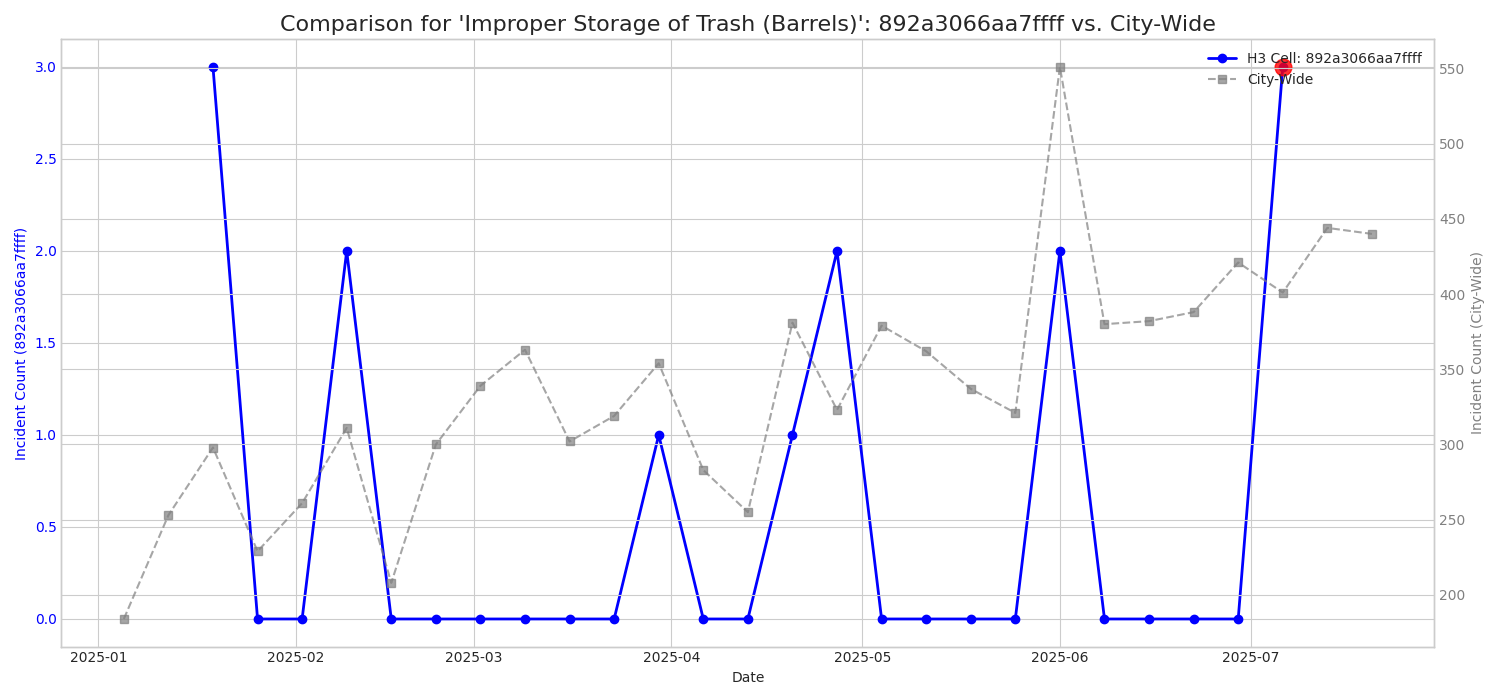 Comparison for 'Improper Storage of Trash (Barrels)': 892a3066aa7ffff vs. City-Wide
H3 Cell: 892a3066aa7ffff
City-Wide
Incident Count (892a3066aa7ffff)
3.0
2.5
2.0
1.5
1.0
0.5
0.0
Incident Count (City-Wide)
550
500
450
400
350
300
250
200
2025-01 2025-02 2025-03 2025-04 2025-05 2025-06 2025-07
Date